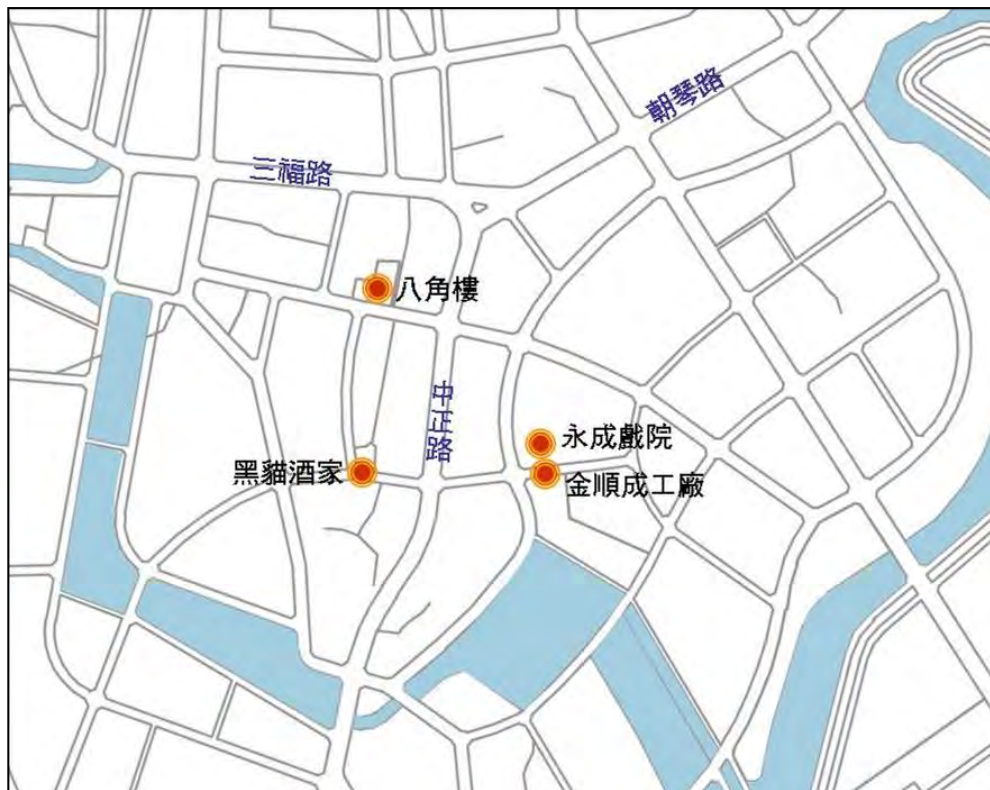 朝琴路
三福路
八角樓
中正路
永成戲院
黑貓酒家
金順成工廠